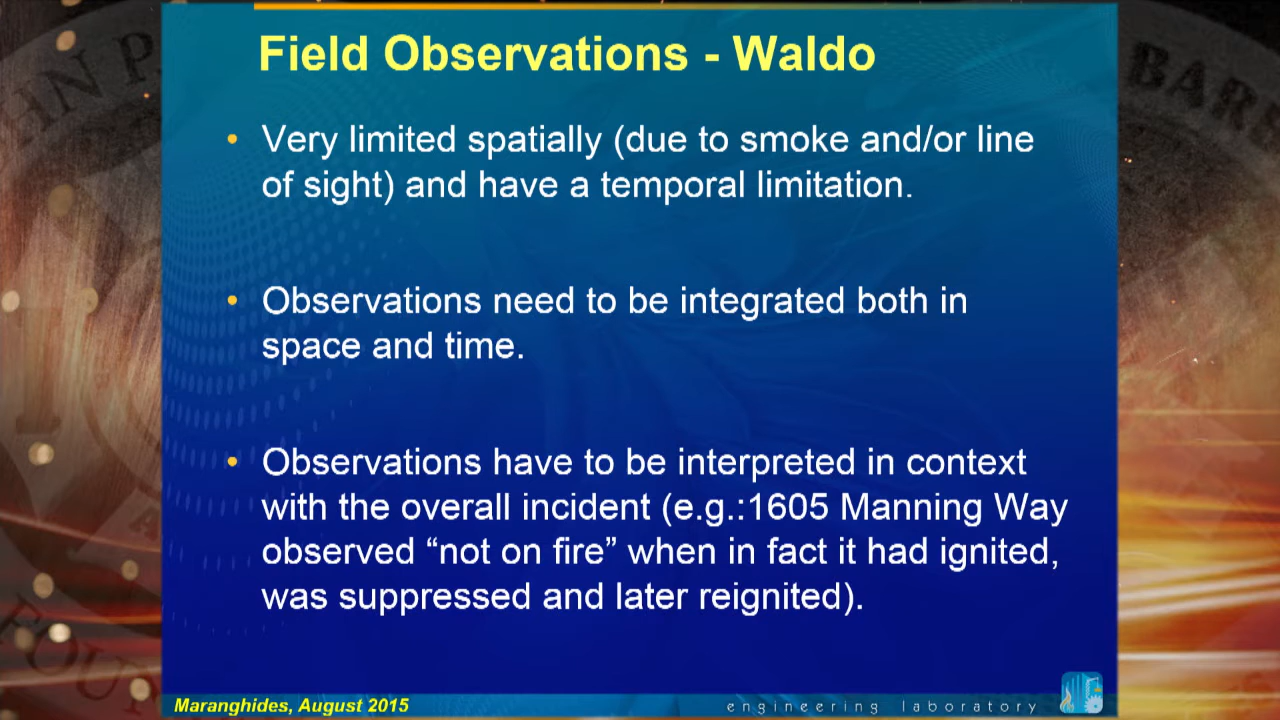 Field Observations - Waldo
• Very limited spatially (due to smoke and/or line
of sight) and have a temporal limitation.
• Observations need to be integrated both in
space and time.
• Observations have to be interpreted in context
with the overall incident (e.g.:1605 Manning Way
observed “not on fire” when in fact it had ignited,
was suppressed and later reignited).
Maranghides, August 2015
engineering laboratory
BARR